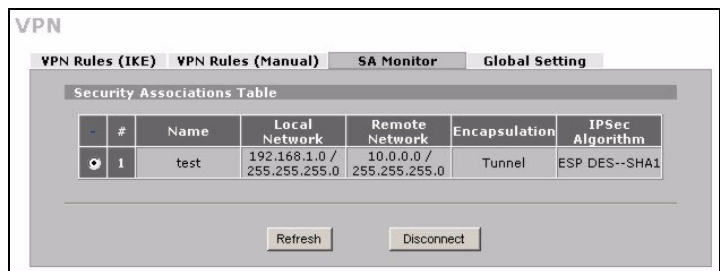 VPN
VPN Rules (IKE) VPN Rules (Manual) SA Monitor Global Setting
Security Associations Table
- # Name Local Network Remote Network Encapsulation IPSec Algorithm
1 test 192.168.1.0 / 255.255.255.0 10.0.0.0 / 255.255.255.0 Tunnel ESP DES--SHA1
Refresh Disconnect